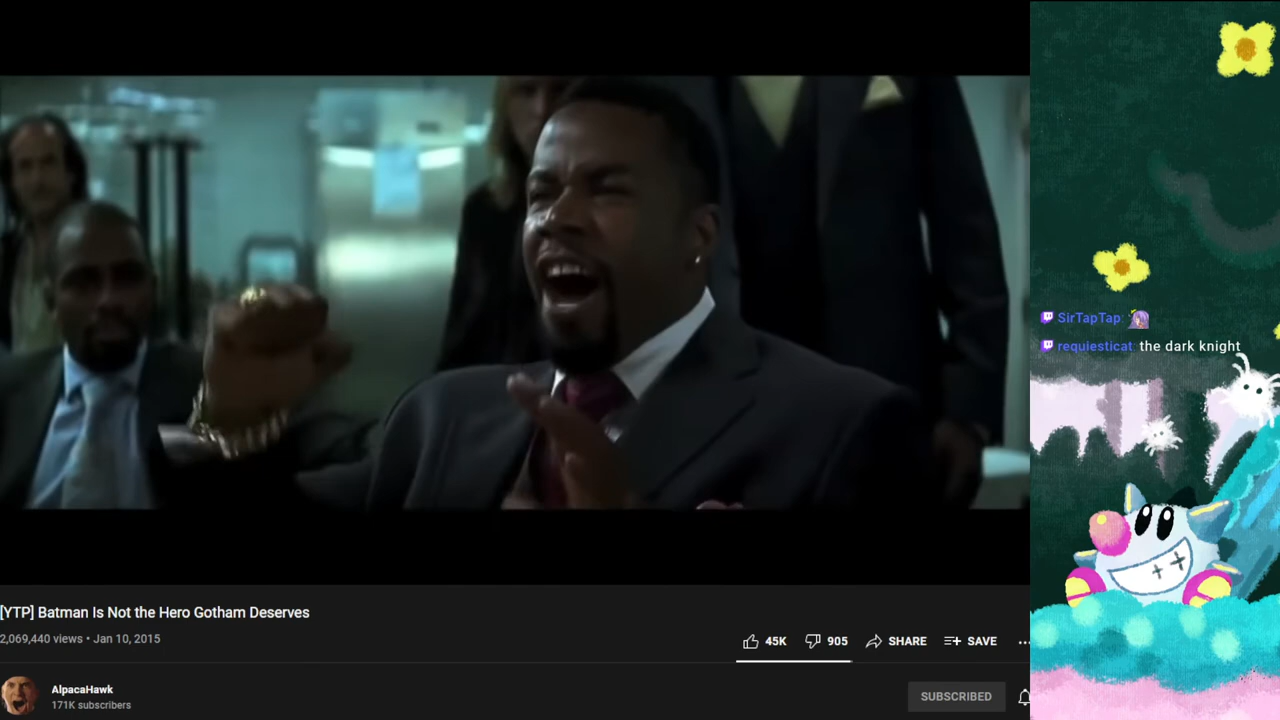 SirTapTap:
requiesticat the dark knight
[YTP] Batman Is Not the Hero Gotham Deserves
2,069,440 views • Jan 10, 2015
45K 905 SHARE SAVE
AlpacaHawk
171K subscribers
SUBSCRIBED